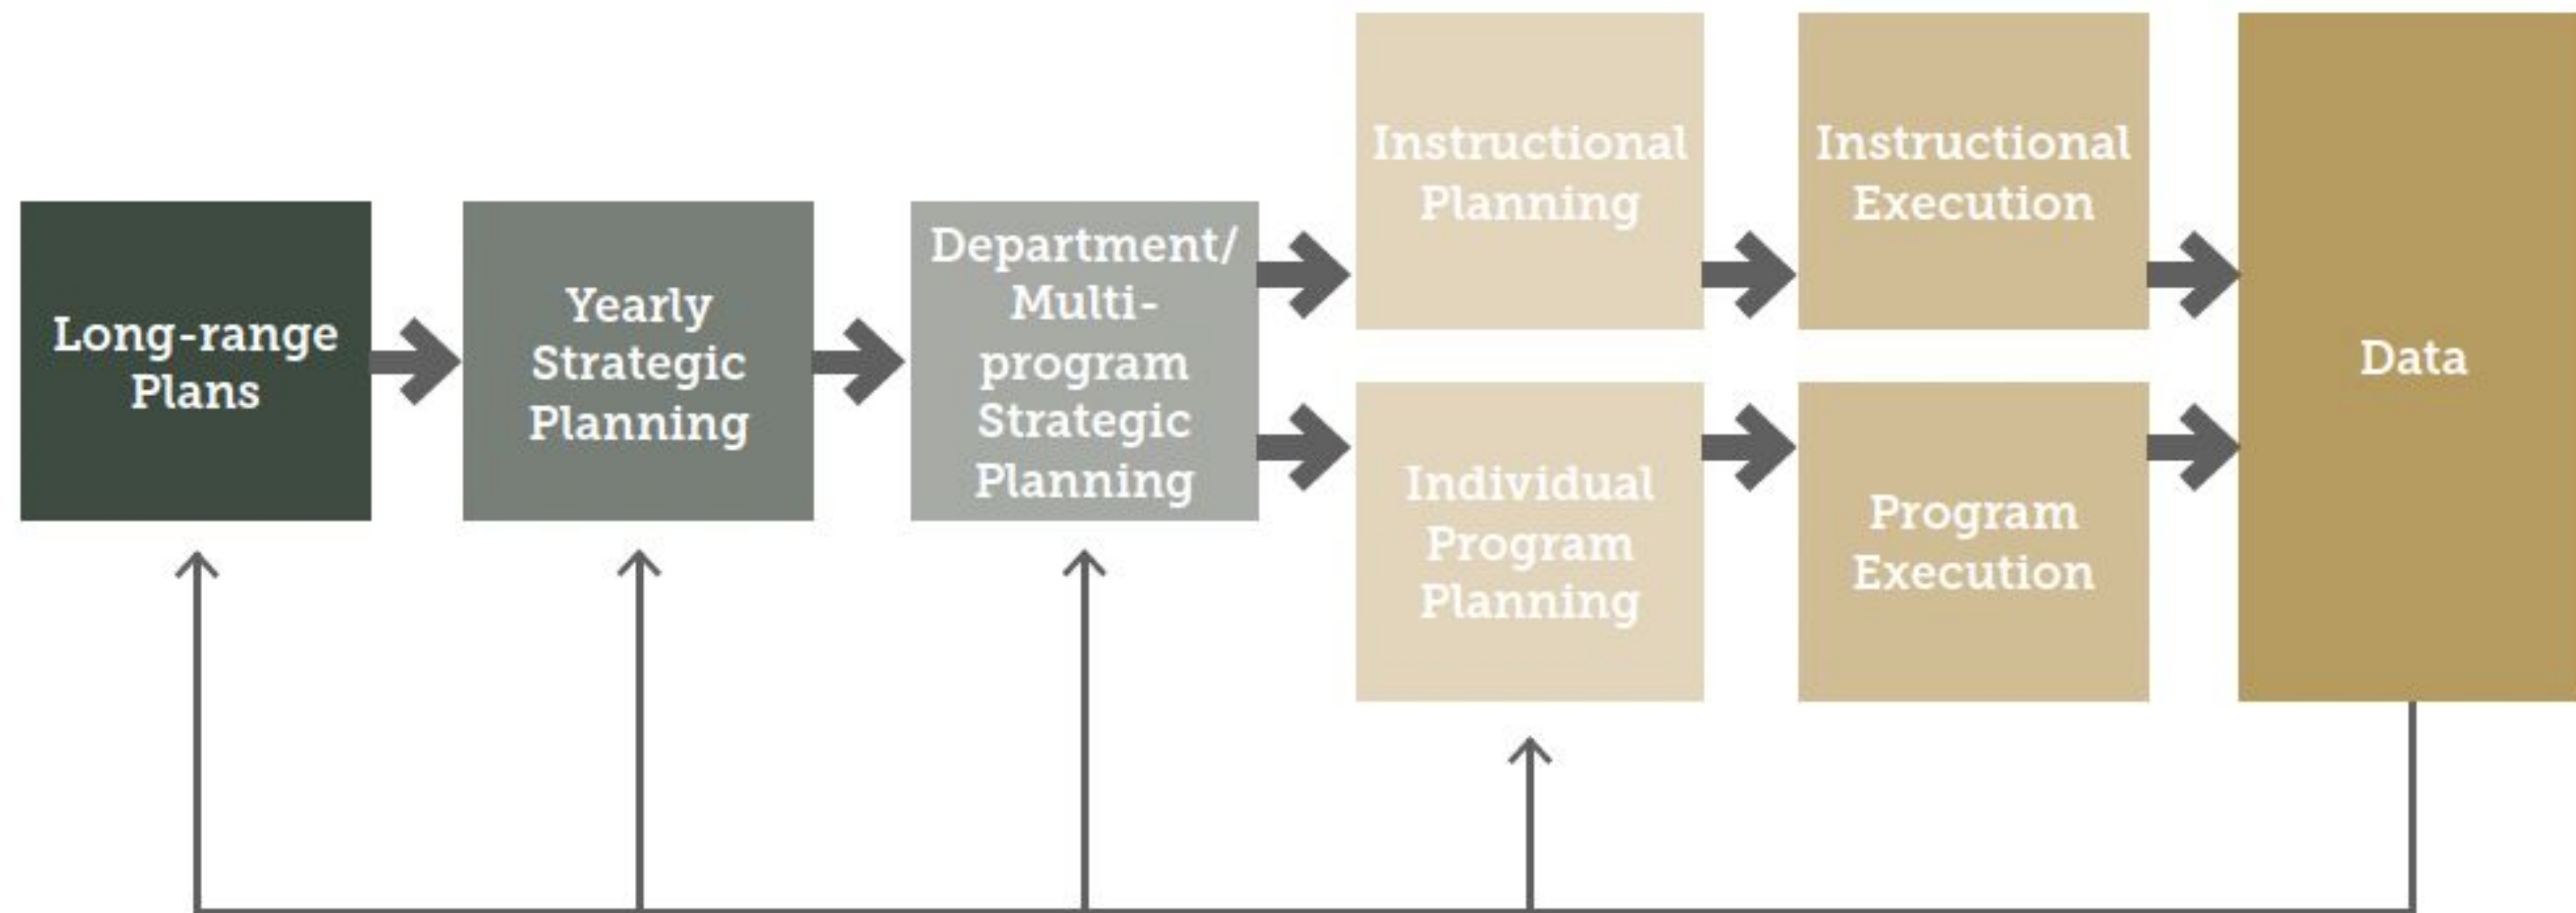 Long-range
Plans
Yearly
Strategic
Planning
Department/
Multi-
program
Strategic
Planning
Instructional
Planning
Individual
Program
Planning
Instructional
Execution
Program
Execution
Data